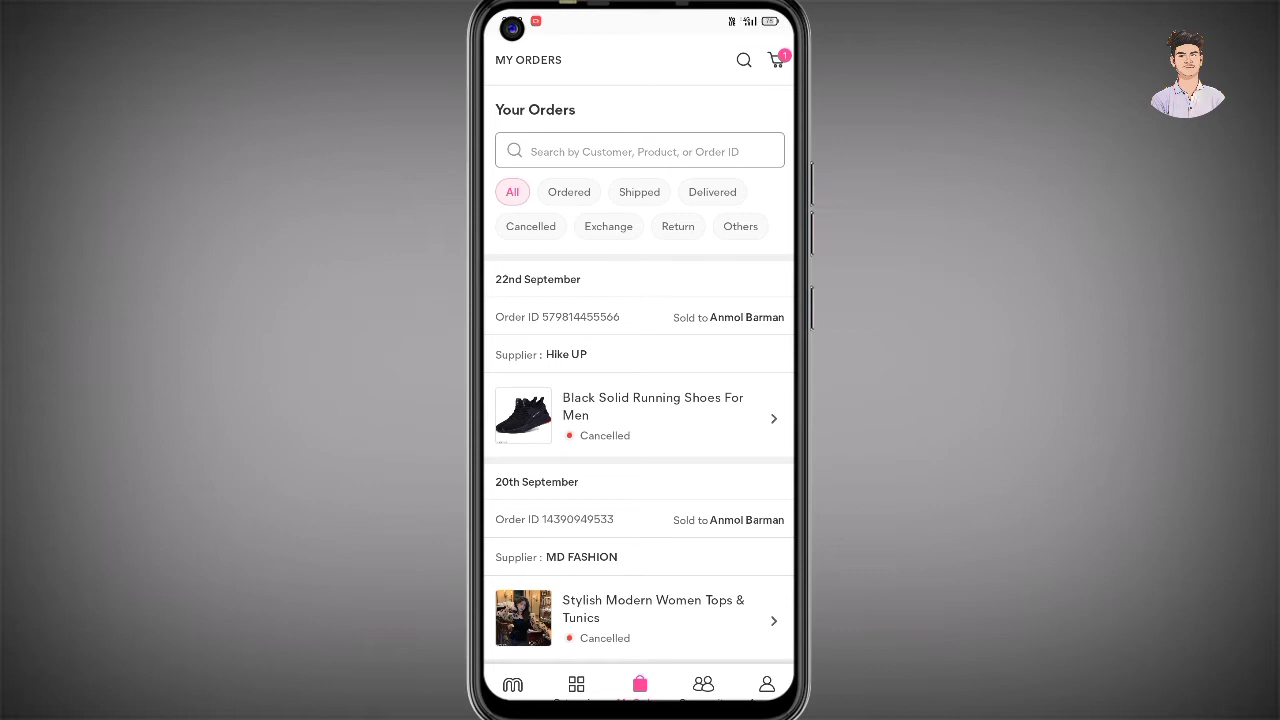 MY ORDERS
1
Your Orders
Search by Customer, Product, or Order ID
All Ordered Shipped Delivered
Cancelled Exchange Return Others
22nd September
Order ID 579814455566 Sold to Anmol Barman
Supplier : Hike UP
Black Solid Running Shoes For
Men
Cancelled
20th September
Order ID 14390949533 Sold to Anmol Barman
Supplier : MD FASHION
Stylish Modern Women Tops &
Tunics
Cancelled